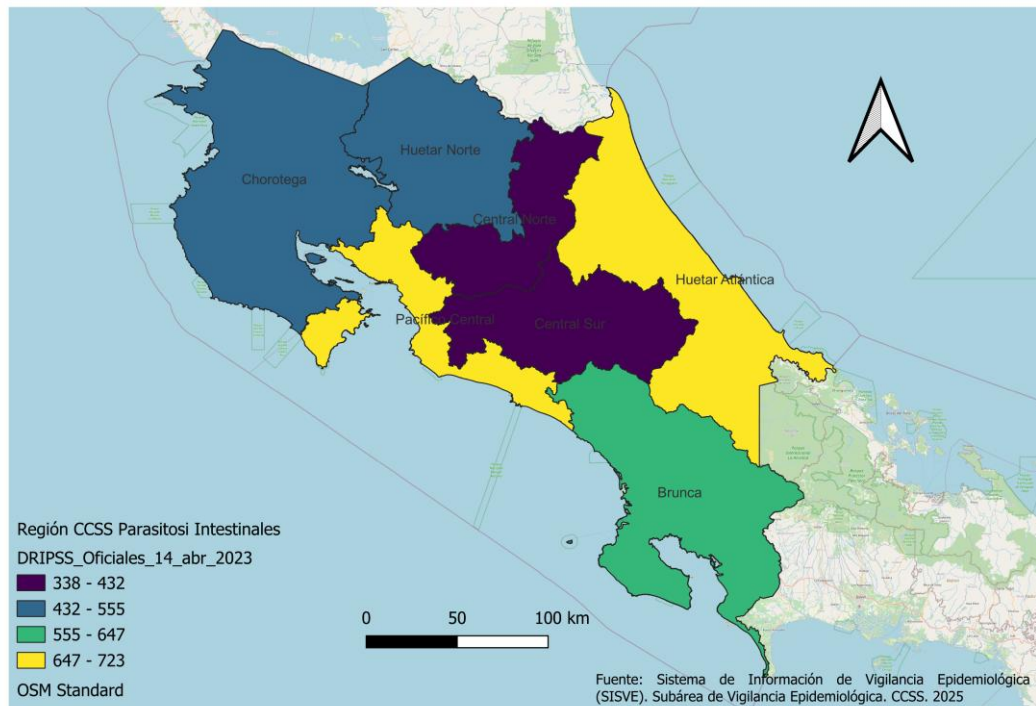 Huetar Norte
Chorotega
Central Norte
Huetar Atlántica
Pacífico Central
Central Sur
Brunca
Región CCSS Parasitosi Intestinales
DRIPSS_Oficiales_14_abr_2023
338 - 432
432 - 555
555 - 647
647 - 723
OSM Standard
0 50 100 km
Fuente: Sistema de Información de Vigilancia Epidemiológica
(SISVE). Subárea de Vigilancia Epidemiológica. CCSS. 2025